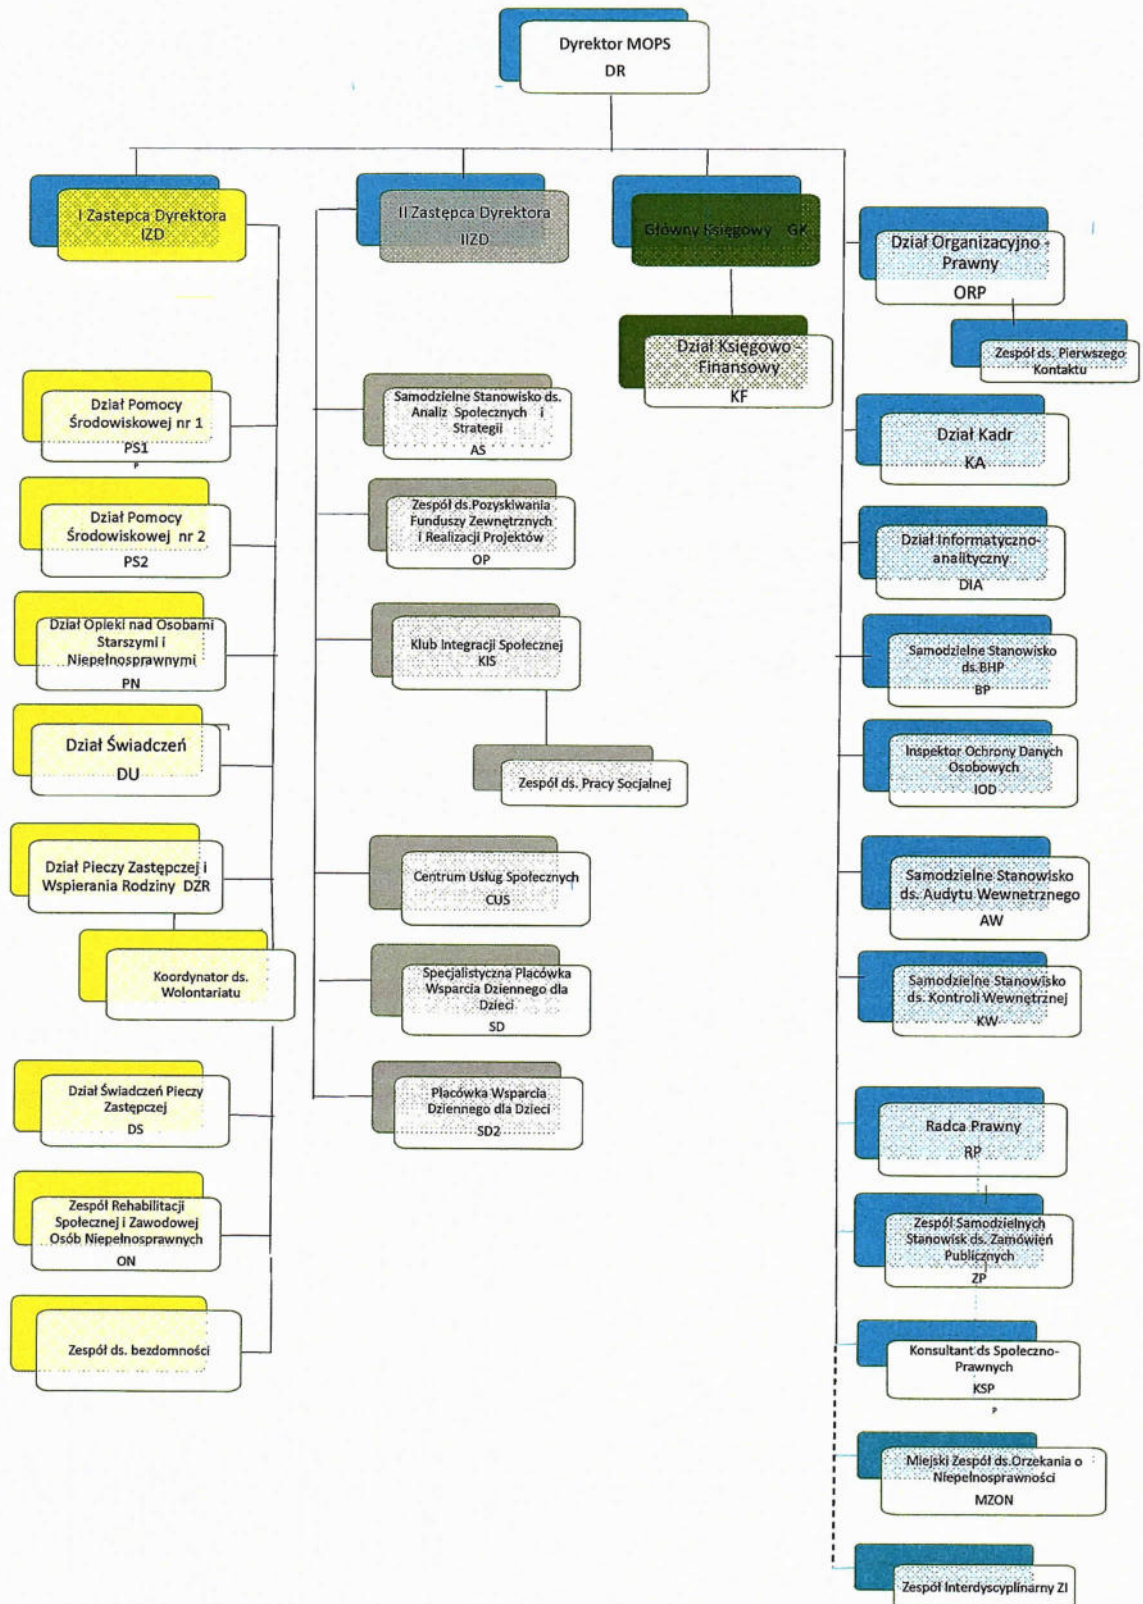 Dyrektor MOPS
DR
I Zastepca Dyrektora
IZD
Dział Pomocy
Środowiskowej nr 1
PS1
P
Dział Pomocy
Środowiskowej nr 2
PS2
Dział Opieki nad Osobami
Starszymi i
Niepełnosprawnymi
PN
Dział Świadczeń
DU
Dział Pieczy Zastępczej i
Wspierania Rodziny DZR
Koordynator ds.
Wolontariatu
Dział Świadczeń Pieczy
Zastępczej
DS
Zespół Rehabilitacji
Społecznej i Zawodowej
Osób Niepełnosprawnych
ON
Zespół ds. bezdomności
II Zastępca Dyrektora
IIZD
Samodzielne Stanowisko ds.
Analiz Społecznych i
Strategii
AS
Zespół ds.Pozyskiwania
Funduszy Zewnętrznych
i Realizacji Projektów
OP
Klub Integracji Społecznej
KIS
Zespół ds. Pracy Socjalnej
Centrum Usług Społecznych
CUS
Specjalistyczna Placówka
Wsparcia Dziennego dla
Dzieci
SD
Placówka Wsparcia
Dziennego dla Dzieci
SD2
Główny Księgowy GK
Dział Księgowo -
Finansowy
KF
Dział Organizacyjno -
Prawny
ORP
Zespół ds. Pierwszego
Kontaktu
Dział Kadr
KA
Dział Informatyczno-
analityczny
DIA
Samodzielne Stanowisko
ds.BHP
BP
Inspektor Ochrony Danych
Osobowych
IOD
Samodzielne Stanowisko
ds. Audytu Wewnetrznego
AW
Samodzielne Stanowisko
ds. Kontroli Wewnętrznej
KW
Radca Prawny
RP
Zespół Samodzielnych
Stanowisk ds. Zamówień
Publicznych
ZP
Konsultant ds Społeczno-
Prawnych
KSP
P
Miejski Zespół ds.Orzekania o
Niepełnosprawności
MZON
Zespół Interdyscyplinarny ZI